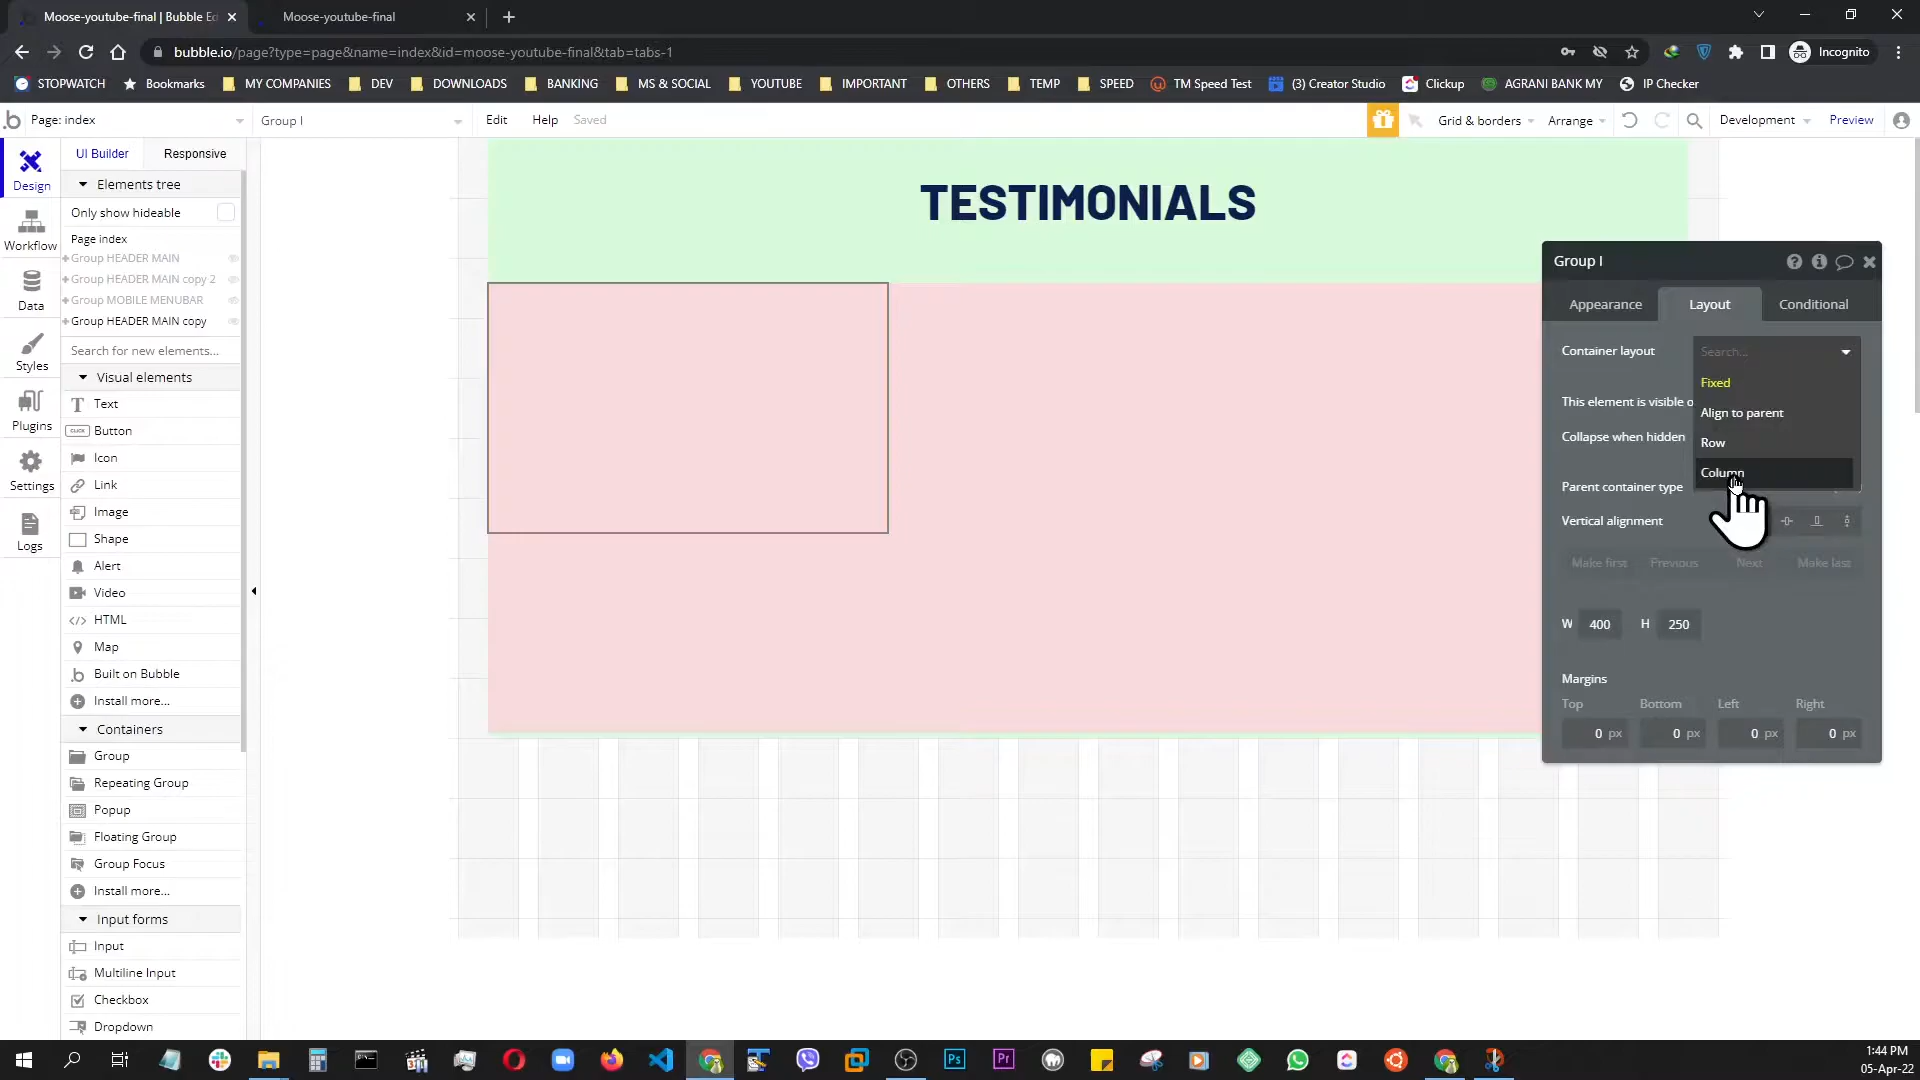 Moose-youtube-final | Bubble Ed
Moose-youtube-final
bubble.io/page?type=page&name=index&id=moose-youtube-final&tab=tabs-1
Incognito
STOPWATCH
Bookmarks
MY COMPANIES
DEV
DOWNLOADS
BANKING
MS & SOCIAL
YOUTUBE
IMPORTANT
OTHERS
TEMP
SPEED
TM Speed Test
(3) Creator Studio
Clickup
AGRANI BANK MY
IP Checker
Page: index
Group I
Edit
Help
Saved
Grid & borders
Arrange
Development
Preview
Design
Workflow
Data
Styles
Plugins
Settings
Logs
UI Builder
Responsive
Elements tree
Only show hideable
Page index
Group HEADER MAIN
Group HEADER MAIN copy 2
Group MOBILE MENUBAR
Group HEADER MAIN copy
Search for new elements...
Visual elements
Text
CLICK
Button
Icon
Link
Image
Shape
Alert
Video
HTML
Map
Built on Bubble
Install more...
Containers
Group
Repeating Group
Popup
Floating Group
Group Focus
Install more...
Input forms
Input
Multiline Input
Checkbox
Dropdown
TESTIMONIALS
Group I
Appearance
Layout
Conditional
Container layout
Search...
Fixed
Align to parent
Row
Column
This element is visible o
Collapse when hidden
Parent container type
Vertical alignment
Make first
Previous
Next
Make last
W 400
H 250
Margins
Top
Bottom
Left
Right
0 px
0 px
0 px
0 px
Ps
Pr
1:44 PM
05-Apr-22